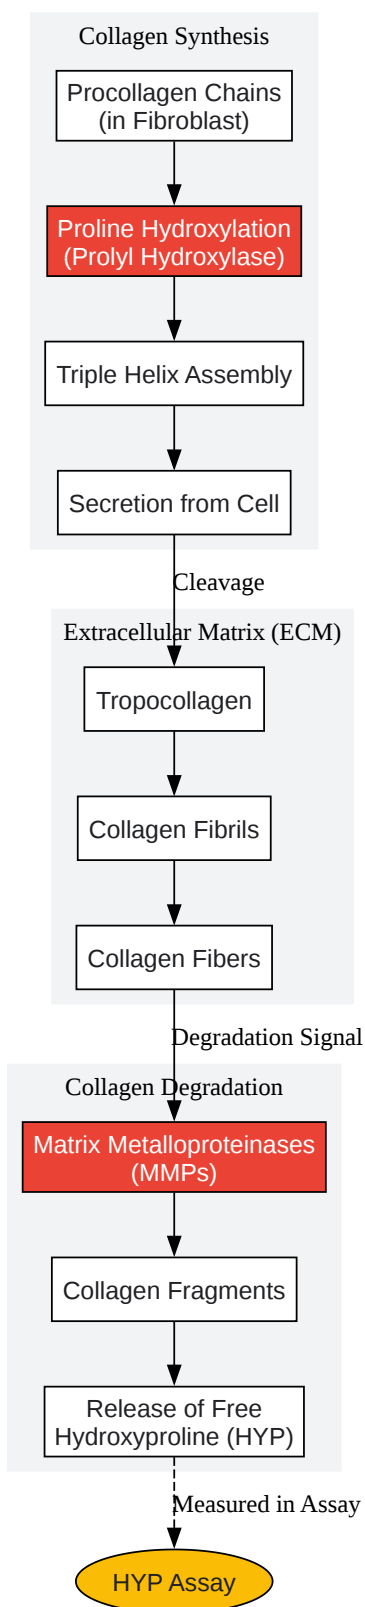 Collagen Synthesis
Procollagen Chains
(in Fibroblast)
Proline Hydroxylation
(Prolyl Hydroxylase)
Triple Helix Assembly
Secretion from Cell
Cleavage
Extracellular Matrix (ECM)
Tropocollagen
Collagen Fibrils
Collagen Fibers
Degradation Signal
Collagen Degradation
Matrix Metalloproteinases
(MMPs)
Collagen Fragments
Release of Free
Hydroxyproline (HYP)
Measured in Assay
HYP Assay